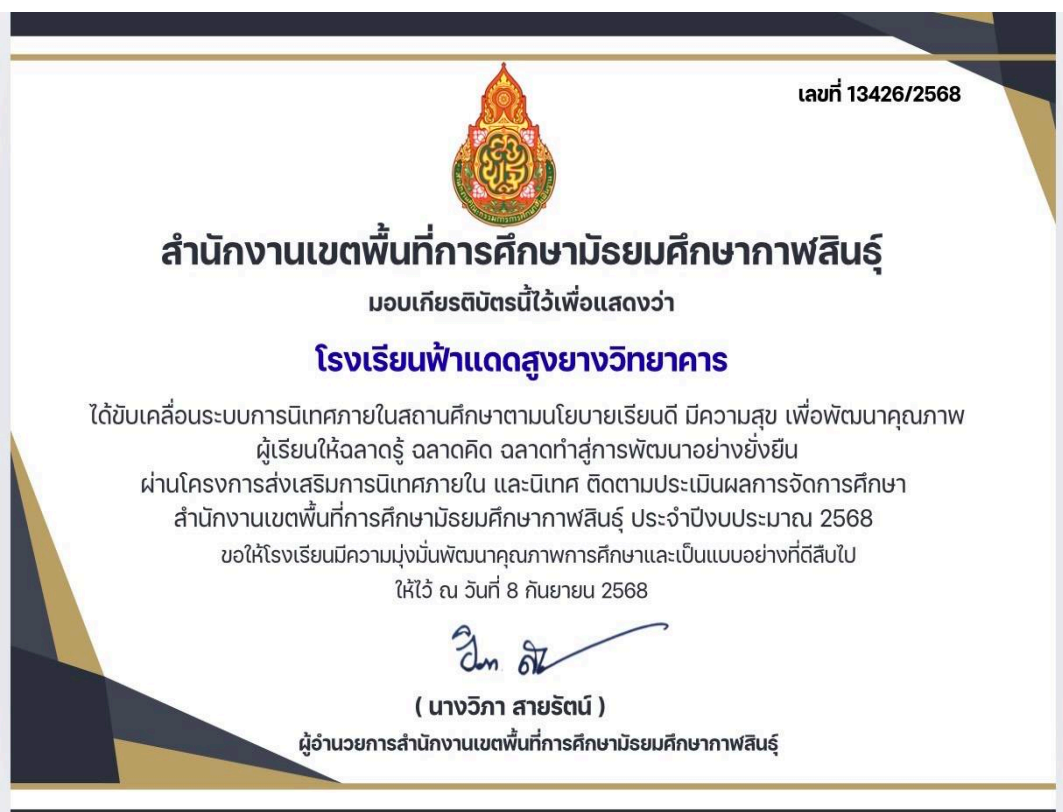 เลขที่ 13426/2568
สำนักงานเขตพื้นที่การศึกษามัธยมศึกษากาฬสินธุ์
มอบเกียรติบัตรนี้ไว้เพื่อแสดงว่า
โรงเรียนฟ้าแดดสูงยางวิทยาคาร
ได้ขับเคลื่อนระบบการนิเทศภายในสถานศึกษาตามนโยบายเรียนดี มีความสุข เพื่อพัฒนาคุณภาพ
ผู้เรียนให้ฉลาดรู้ ฉลาดคิด ฉลาดทำสู่การพัฒนาอย่างยั่งยืน
ผ่านโครงการส่งเสริมการนิเทศภายใน และนิเทศ ติดตามประเมินผลการจัดการศึกษา
สำนักงานเขตพื้นที่การศึกษามัธยมศึกษากาฬสินธุ์ ประจำปีงบประมาณ 2568
ขอให้โรงเรียนมีความมุ่งมั่นพัฒนาคุณภาพการศึกษาและเป็นแบบอย่างที่ดีสืบไป
ให้ไว้ ณ วันที่ 8 กันยายน 2568
( นางวิภา สายรัตน์ )
ผู้อำนวยการสำนักงานเขตพื้นที่การศึกษามัธยมศึกษากาฬสินธุ์